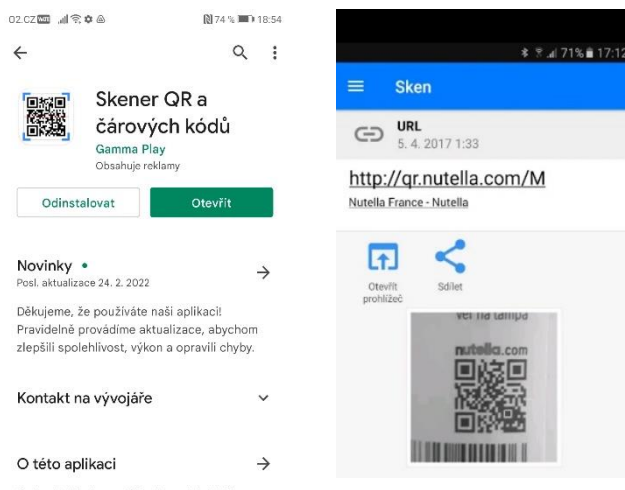 O2.CZ
74 % 18:54
Skener QR a
čárových kódů
Gamma Play
Obsahuje reklamy
Odinstalovat
Otevřít
Novinky •
Posl. aktualizace 24. 2. 2022
Děkujeme, že používáte naši aplikaci!
Pravidelně provádíme aktualizace, abychom
zlepšili spolehlivost, výkon a opravili chyby.
Kontakt na vývojáře
O této aplikaci
71% 17:12
Sken
URL
5. 4. 2017 1:33
http://qr.nutella.com/M
Nutella France - Nutella
Otevřít
prohlížeč
Sdílet
ver na tampa
nutella.com